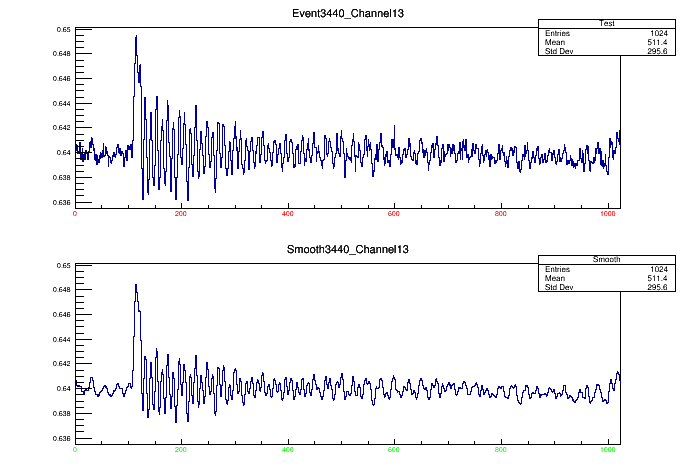 Event3440_Channel13
Test
Entries 1024
Mean 511.4
Std Dev 295.6
0.65
0.648
0.646
0.644
0.642
0.64
0.638
0.636
0 200 400 600 800 1000
Smooth3440_Channel13
Smooth
Entries 1024
Mean 511.4
Std Dev 295.6
0.65
0.648
0.646
0.644
0.642
0.64
0.638
0.636
0 200 400 600 800 1000